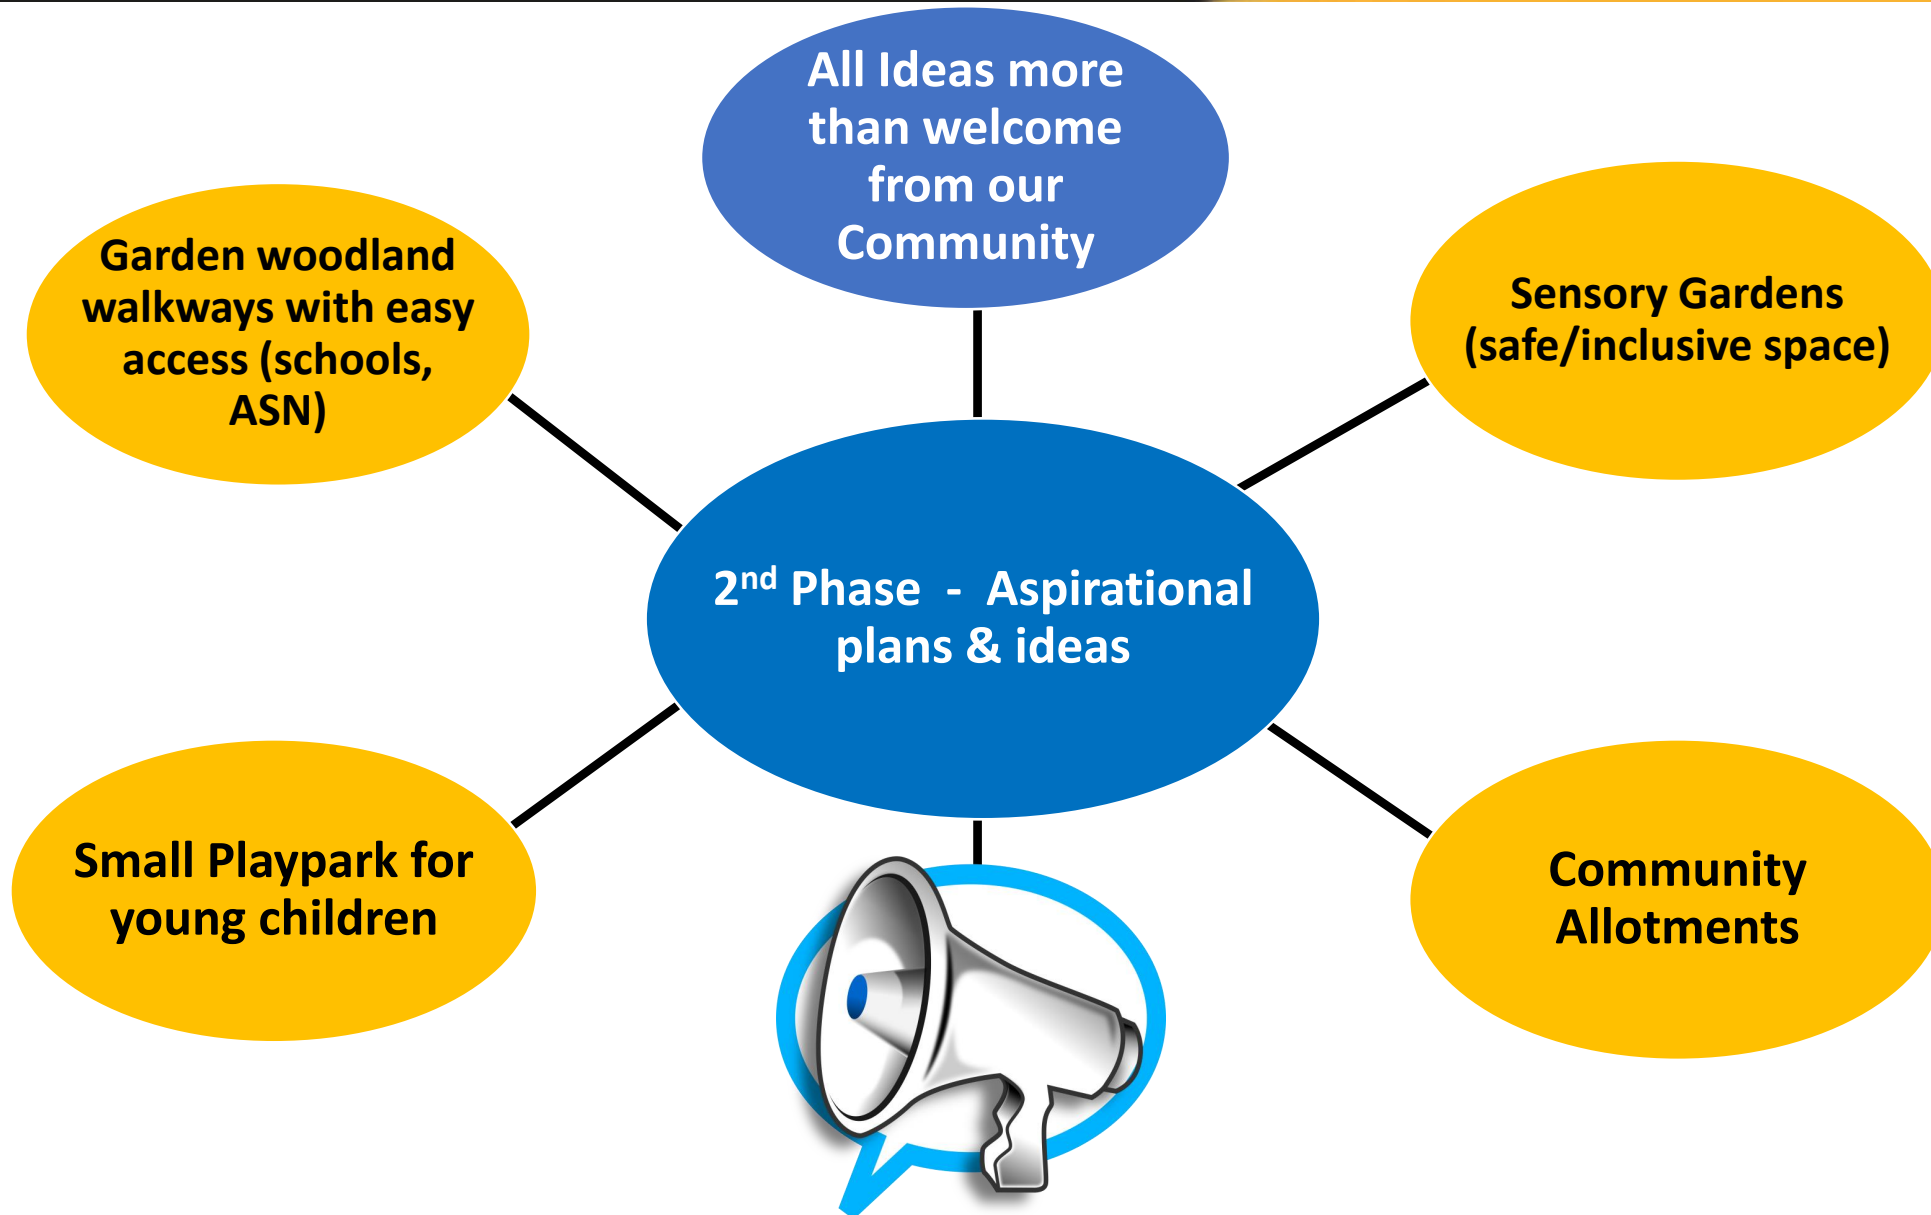 All Ideas more
than welcome
from our
Community
Garden woodland
walkways with easy
access (schools,
ASN)
Sensory Gardens
(safe/inclusive space)
2nd Phase - Aspirational
plans & ideas
Small Playpark for
young children
Community
Allotments